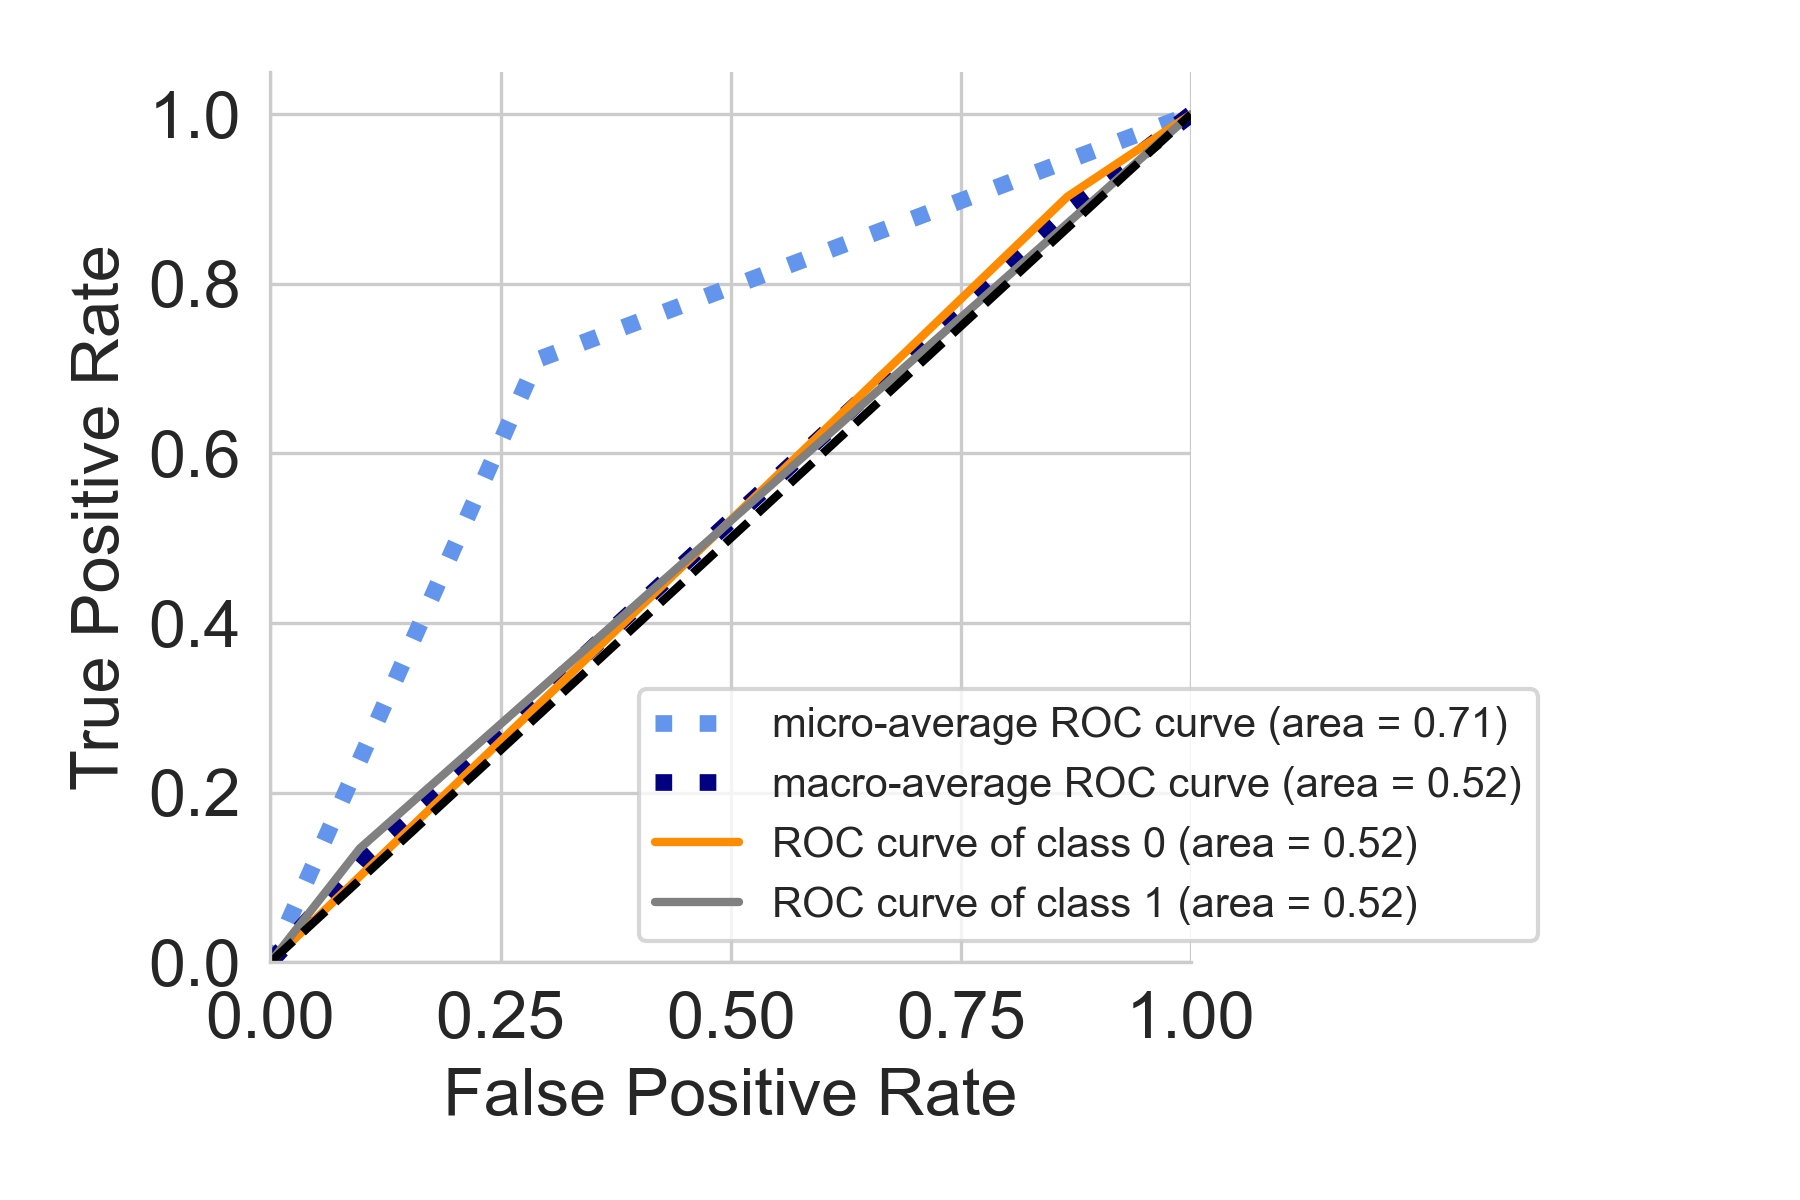 1.0
0.8
0.6
0.4
0.2
0.0
True Positive Rate
micro-average ROC curve (area = 0.71)
macro-average ROC curve (area = 0.52)
ROC curve of class 0 (area = 0.52)
ROC curve of class 1 (area = 0.52)
0.00 0.25 0.50 0.75 1.00
False Positive Rate